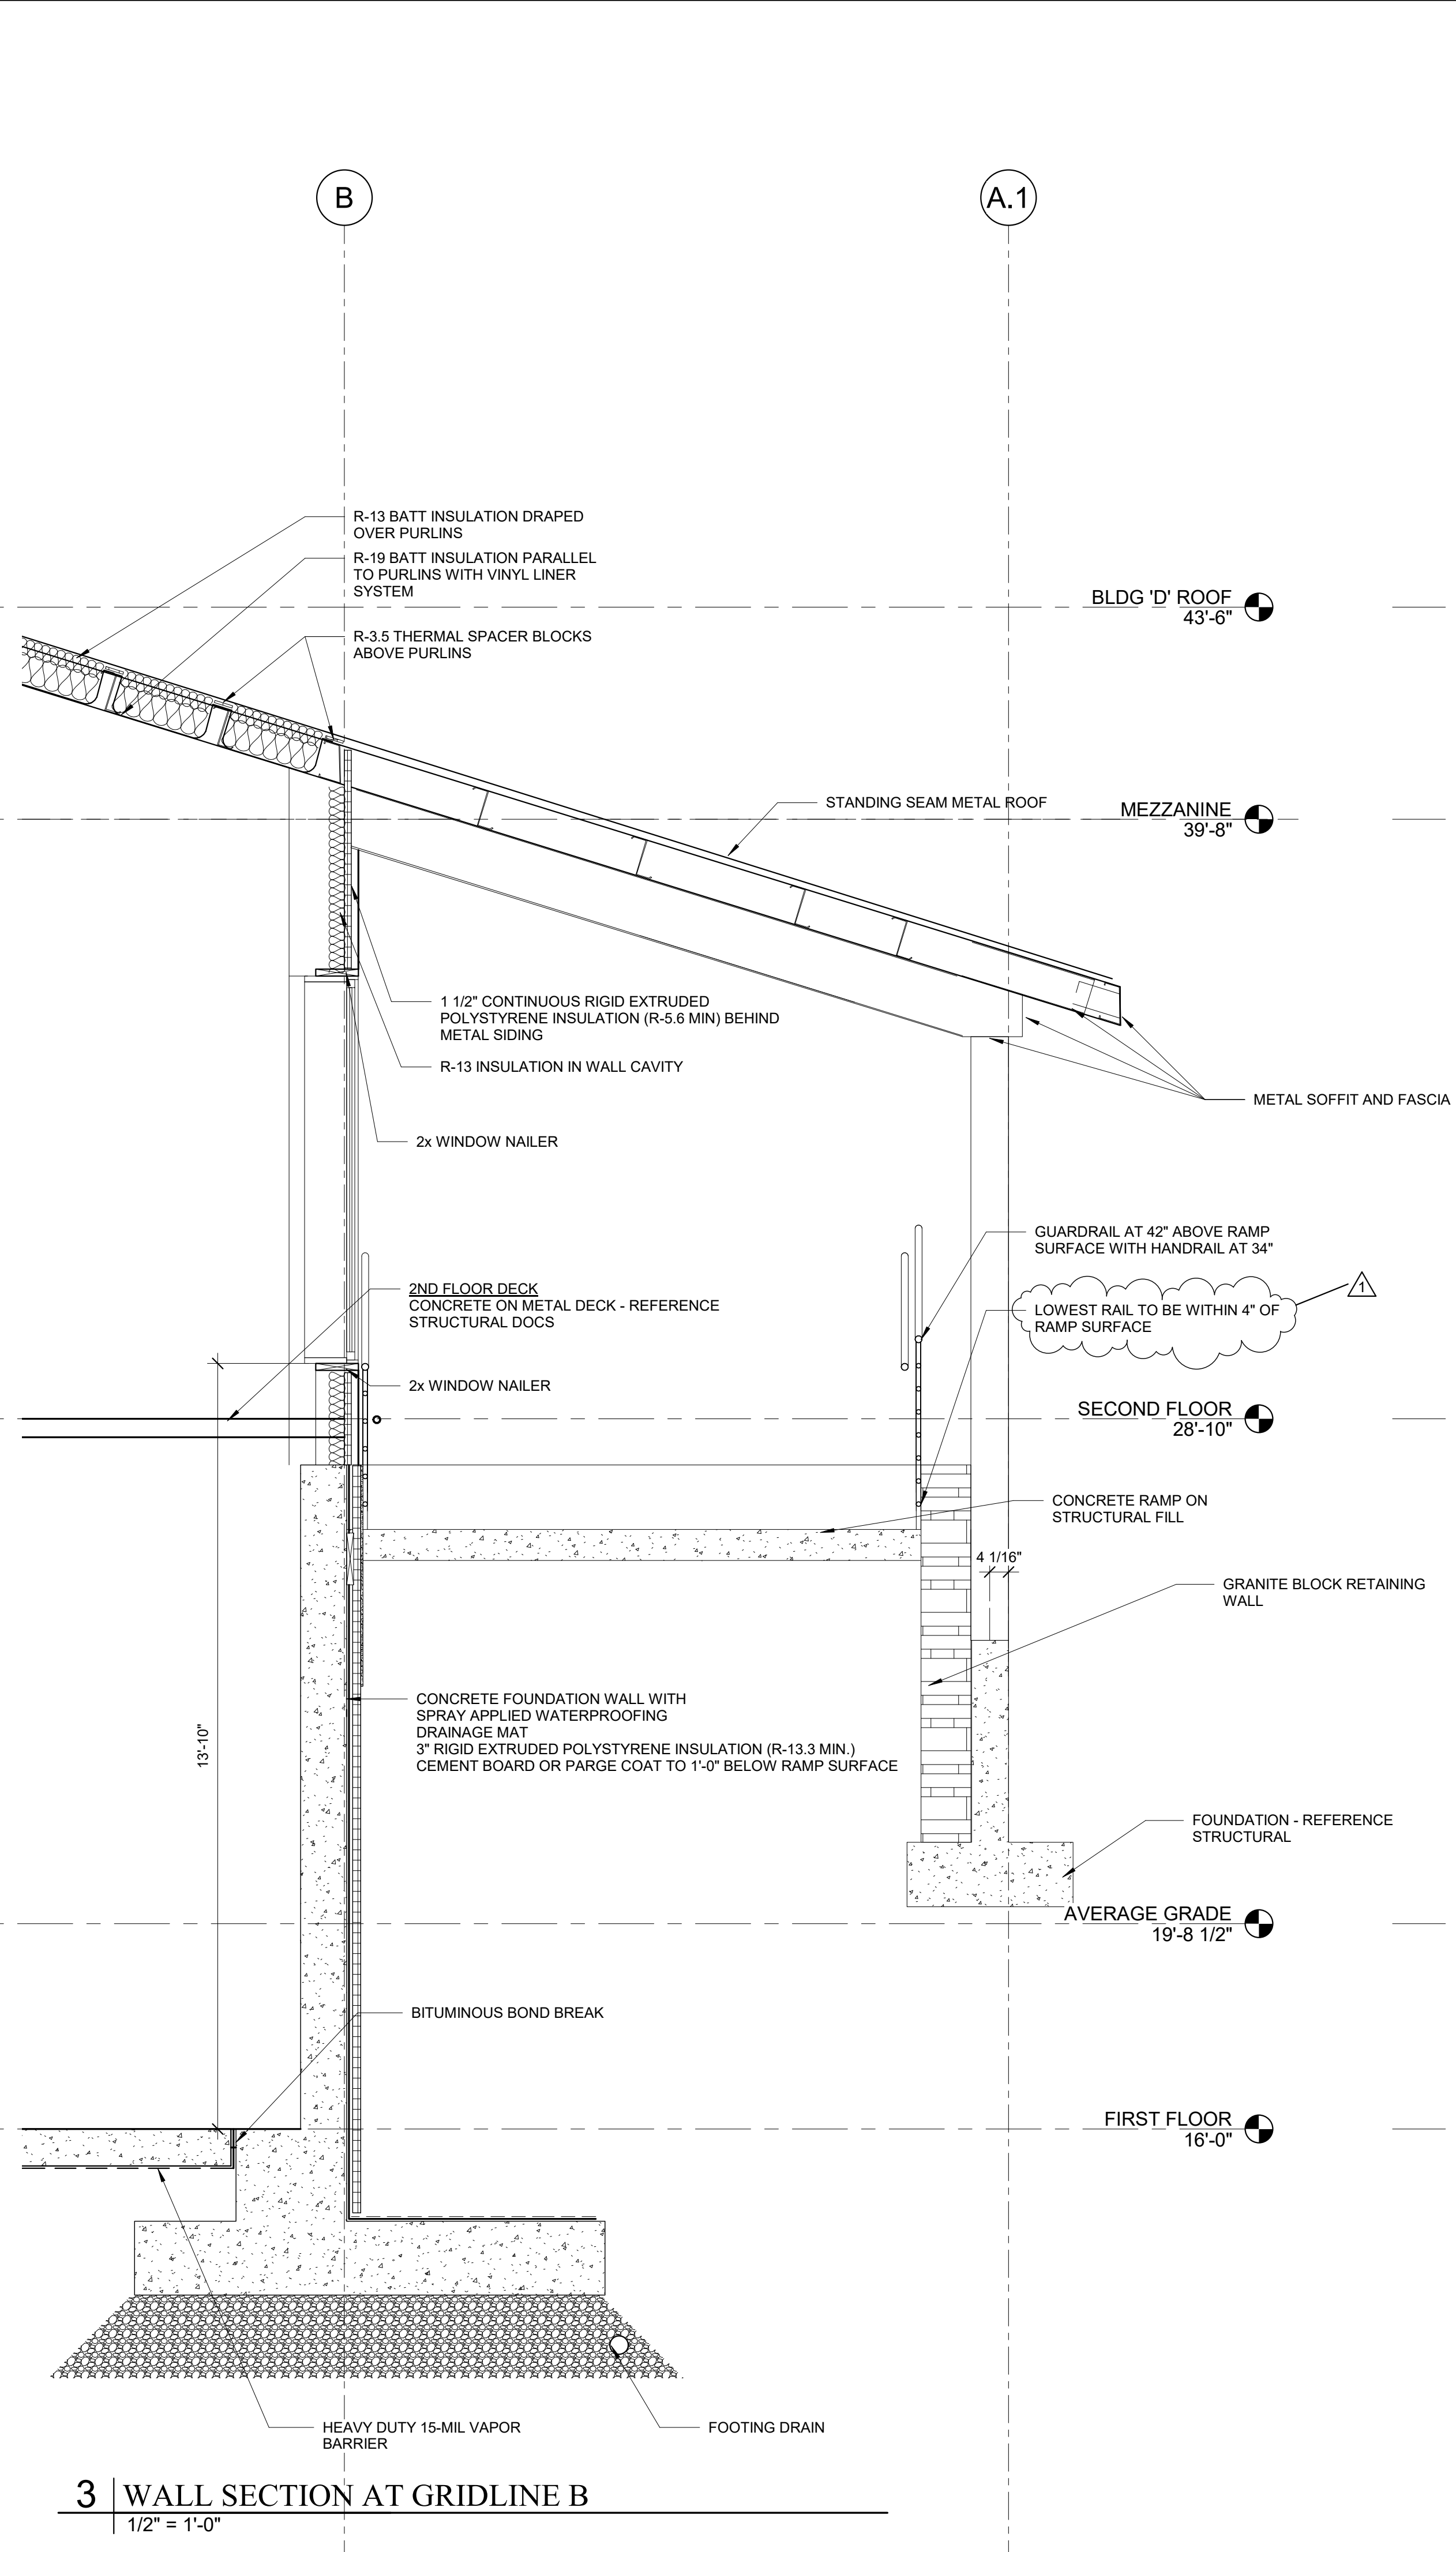 B
A.1
R-13 BATT INSULATION DRAPED
OVER PURLINS
R-19 BATT INSULATION PARALLEL
TO PURLINS WITH VINYL LINER
SYSTEM
BLDG 'D' ROOF
43'-6"
R-3.5 THERMAL SPACER BLOCKS
ABOVE PURLINS
STANDING SEAM METAL ROOF
MEZZANINE
39'-8"
1 1/2" CONTINUOUS RIGID EXTRUDED
POLYSTYRENE INSULATION (R-5.6 MIN) BEHIND
METAL SIDING
R-13 INSULATION IN WALL CAVITY
METAL SOFFIT AND FASCIA
2x WINDOW NAILER
GUARDRAIL AT 42" ABOVE RAMP
SURFACE WITH HANDRAIL AT 34"
1
2ND FLOOR DECK
CONCRETE ON METAL DECK - REFERENCE
STRUCTURAL DOCS
LOWEST RAIL TO BE WITHIN 4" OF
RAMP SURFACE
2x WINDOW NAILER
SECOND FLOOR
28'-10"
CONCRETE RAMP ON
STRUCTURAL FILL
4 1/16"
GRANITE BLOCK RETAINING
WALL
CONCRETE FOUNDATION WALL WITH
SPRAY APPLIED WATERPROOFING
DRAINAGE MAT
3" RIGID EXTRUDED POLYSTYRENE INSULATION (R-13.3 MIN.)
CEMENT BOARD OR PARGE COAT TO 1'-0" BELOW RAMP SURFACE
13'-10"
FOUNDATION - REFERENCE
STRUCTURAL
AVERAGE GRADE
19'-8 1/2"
BITUMINOUS BOND BREAK
FIRST FLOOR
16'-0"
HEAVY DUTY 15-MIL VAPOR
BARRIER
FOOTING DRAIN
3 WALL SECTION AT GRIDLINE B
1/2" = 1'-0"